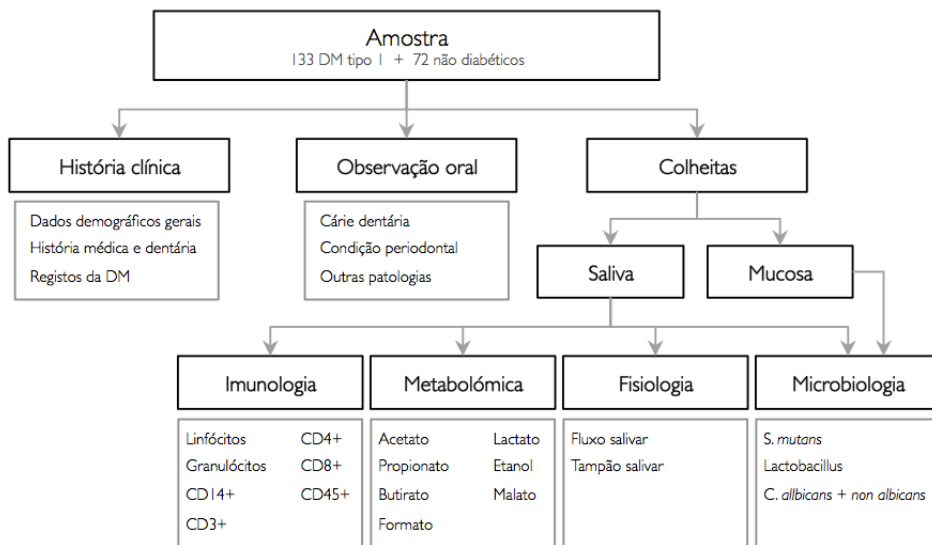 Amostra
133 DM tipo 1 + 72 não diabéticos
História clínica
Observação oral
Colheitas
Dados demográficos gerais
História médica e dentária
Registos da DM
Cárie dentária
Condição periodontal
Outras patologias
Saliva
Mucosa
Imunologia
Metabolómica
Fisiologia
Microbiologia
Linfócitos CD4+
Granulócitos CD8+
CD14+ CD45+
CD3+
Acetato Lactato
Propionato Etanol
Butirato Malato
Formato
Fluxo salivar
Tampão salivar
S. mutans
Lactobacillus
C. allbicans + non albicans